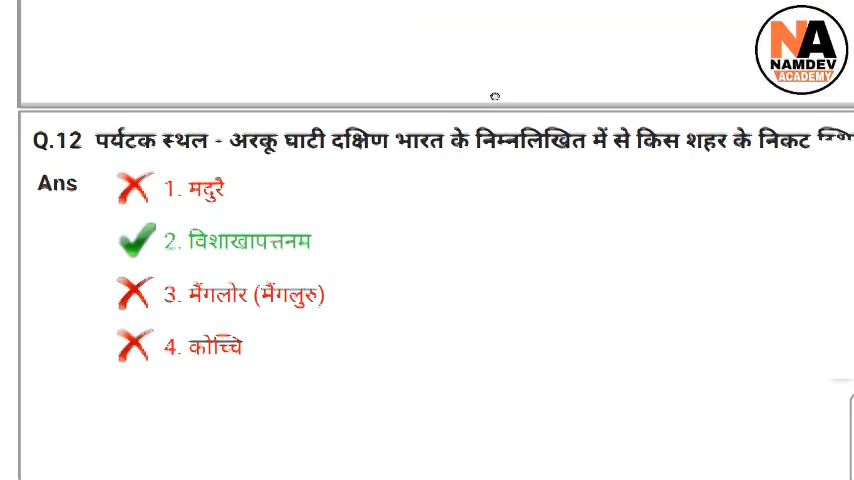 NA
NAMDEV
ACADEMY
Q.12 पर्यटक स्थल - अरकू घाटी दक्षिण भारत के निम्नलिखित में से किस शहर के निकट
Ans
1. मदुरै
2. विशाखापत्तनम
3. मैंगलोर (मैंगलुरु)
4. कोच्चि